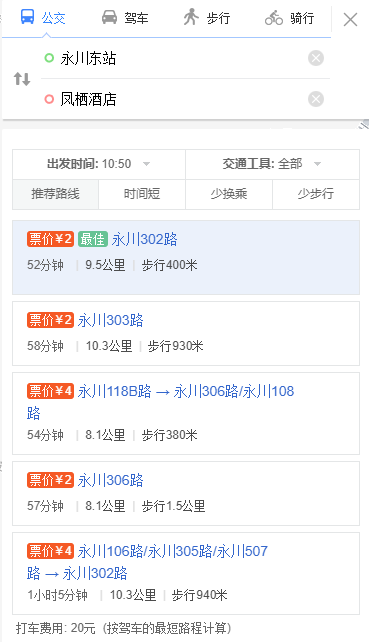 公交 驾车 步行 骑行
永川东站
凤栖酒店
出发时间: 10:50 交通工具: 全部
推荐路线 时间短 少换乘 少步行
票价¥2 最佳 永川302路
52分钟 | 9.5公里 | 步行400米
票价¥2 永川303路
58分钟 | 10.3公里 | 步行930米
票价¥4 永川118B路 → 永川306路/永川108
路
54分钟 | 8.1公里 | 步行380米
票价¥2 永川306路
57分钟 | 8.1公里 | 步行1.5公里
票价¥4 永川106路/永川305路/永川507
路 → 永川302路
1小时5分钟 | 10.3公里 | 步行940米
打车费用: 20元（按驾车的最短路程计算）